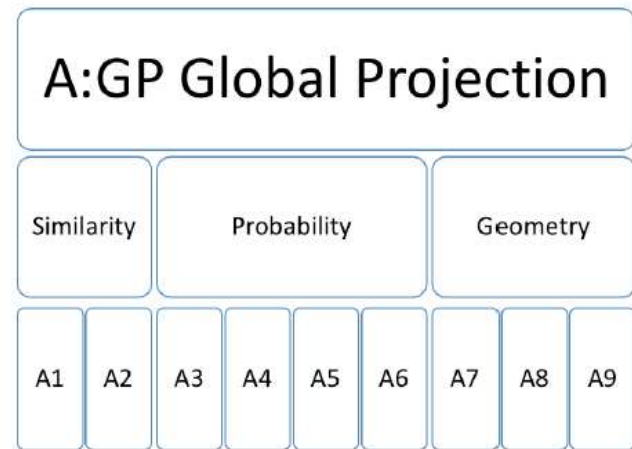 A:GP Global Projection
Similarity Probability Geometry
A1 A2 A3 A4 A5 A6 A7 A8 A9